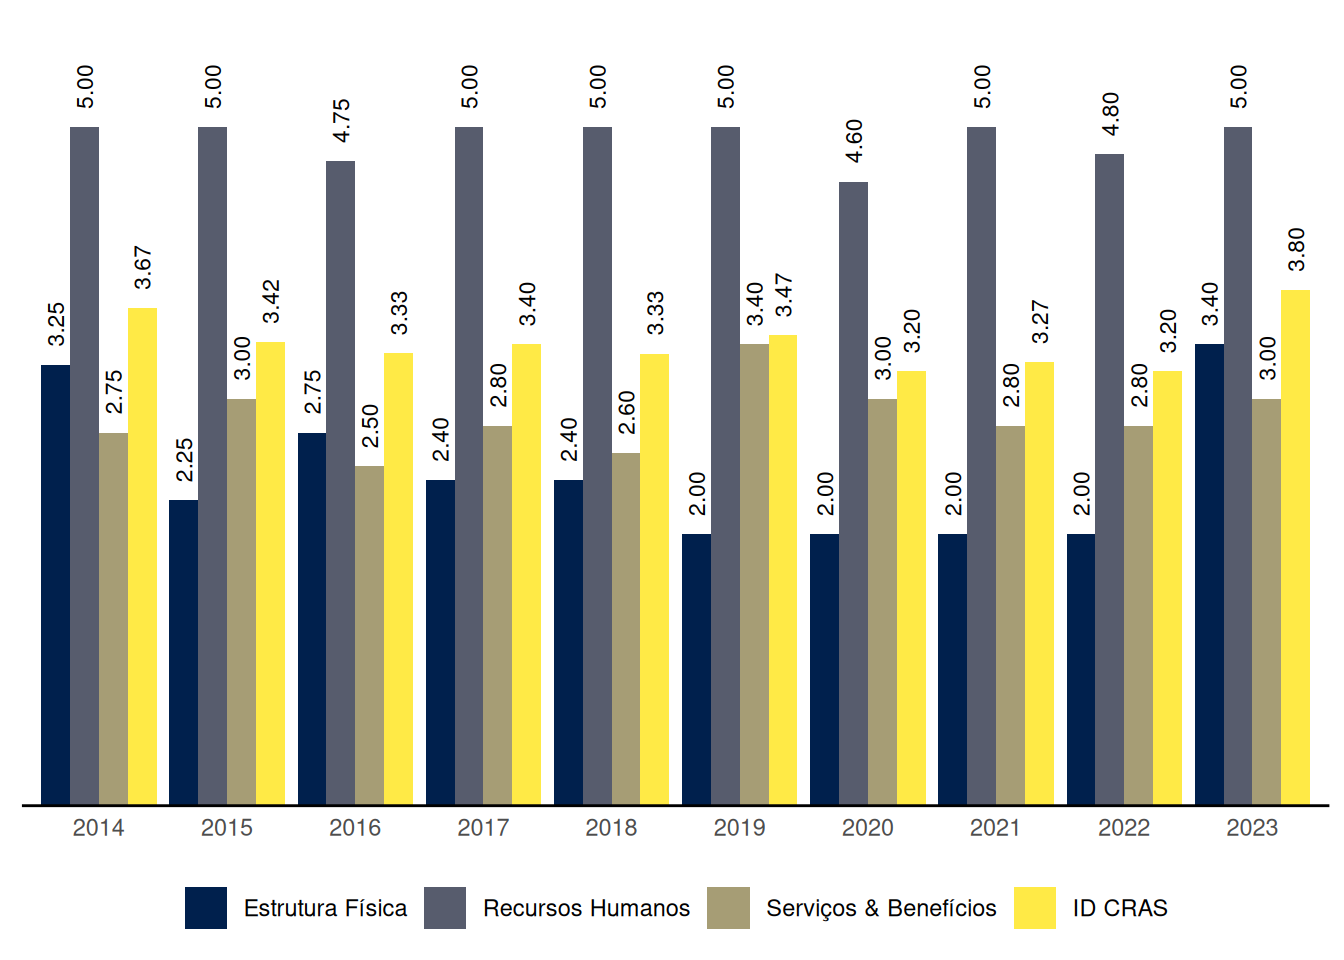 3.25 5.00 2.75 3.67
2.25 5.00 3.00 3.42
2.75 4.75 2.50 3.33
2.40 5.00 2.80 3.40
2.40 5.00 2.60 3.33
2.00 5.00 3.40 3.47
2.00 4.60 3.00 3.20
2.00 5.00 2.80 3.27
2.00 4.80 2.80 3.20
3.40 5.00 3.00 3.80
2014 2015 2016 2017 2018 2019 2020 2021 2022 2023
Estrutura Física Recursos Humanos Serviços & Benefícios ID CRAS